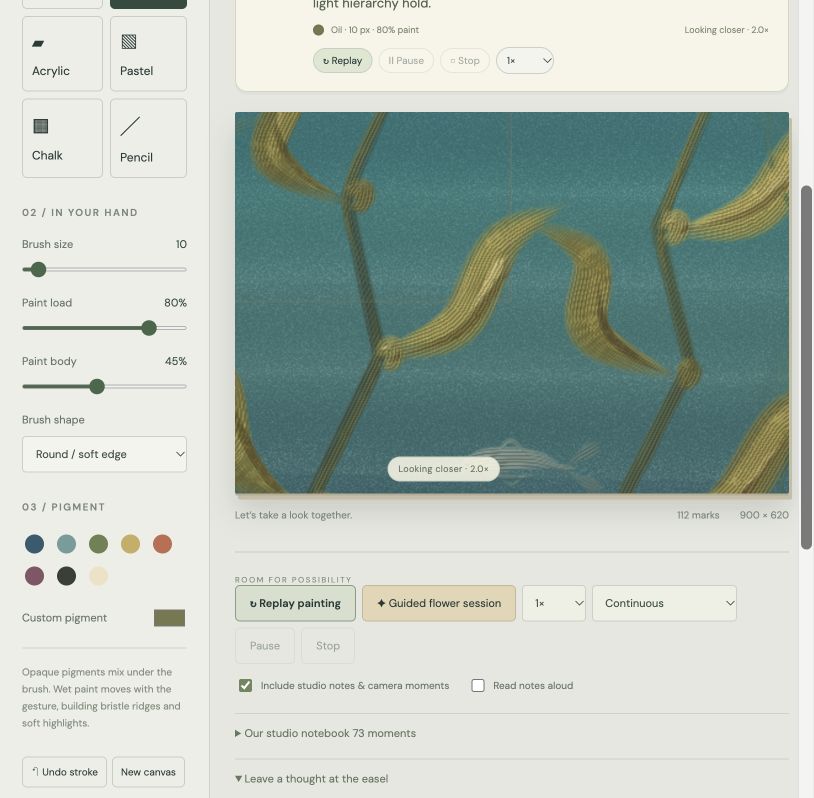 light hierarchy hold.
Oil · 10 px · 80% paint
Looking closer · 2.0×
↻ Replay
II Pause
▫ Stop
1×
Acrylic
Pastel
Chalk
Pencil
02 / IN YOUR HAND
Brush size 10
Paint load 80%
Paint body 45%
Brush shape
Round / soft edge
03 / PIGMENT
Custom pigment
Opaque pigments mix under the
brush. Wet paint moves with the
gesture, building bristle ridges and
soft highlights.
Undo stroke
New canvas
Looking closer · 2.0×
Let's take a look together.
112 marks
900 × 620
ROOM FOR POSSIBILITY
↻ Replay painting
✦ Guided flower session
1×
Continuous
Pause
Stop
Include studio notes & camera moments
Read notes aloud
Our studio notebook 73 moments
Leave a thought at the easel